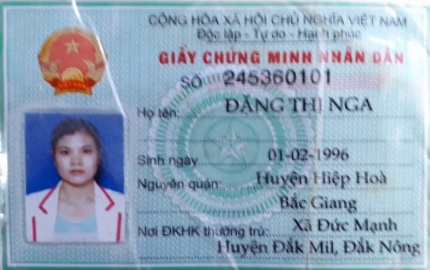 CỘNG HÒA XÃ HỘI CHỦ NGHĨA VIỆT NAM
Độc lập - Tự do - Hạnh phúc
GIẤY CHỨNG MINH NHÂN DÂN
SỐ 245360101
Họ tên: ĐẶNG THỊ NGA
Sinh ngày 01-02-1996
Nguyên quán: Huyện Hiệp Hoà
Bắc Giang
Nơi ĐKHK thường trú: Xã Đức Mạnh
Huyện Đắk Mil, Đắk Nông